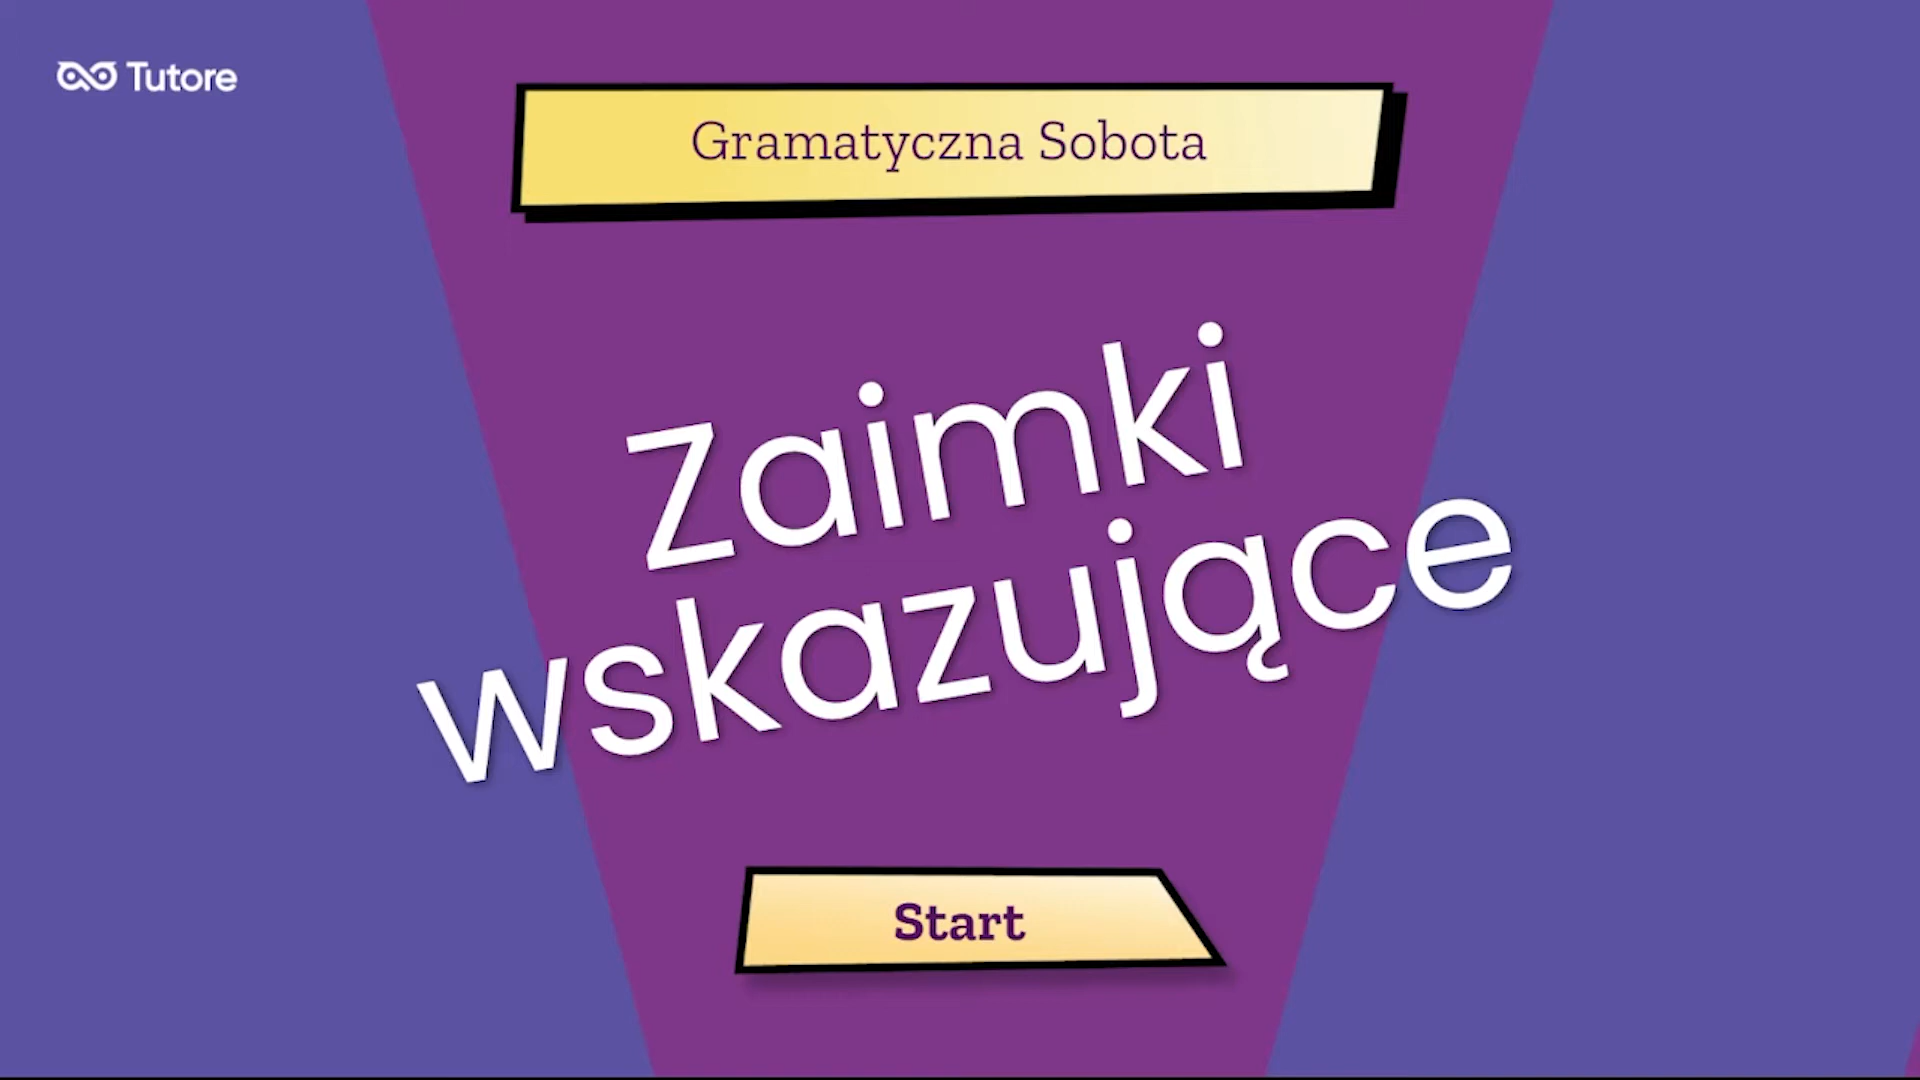 Tutore
Gramatyczna Sobota
Zaimki
wskazujące
Start